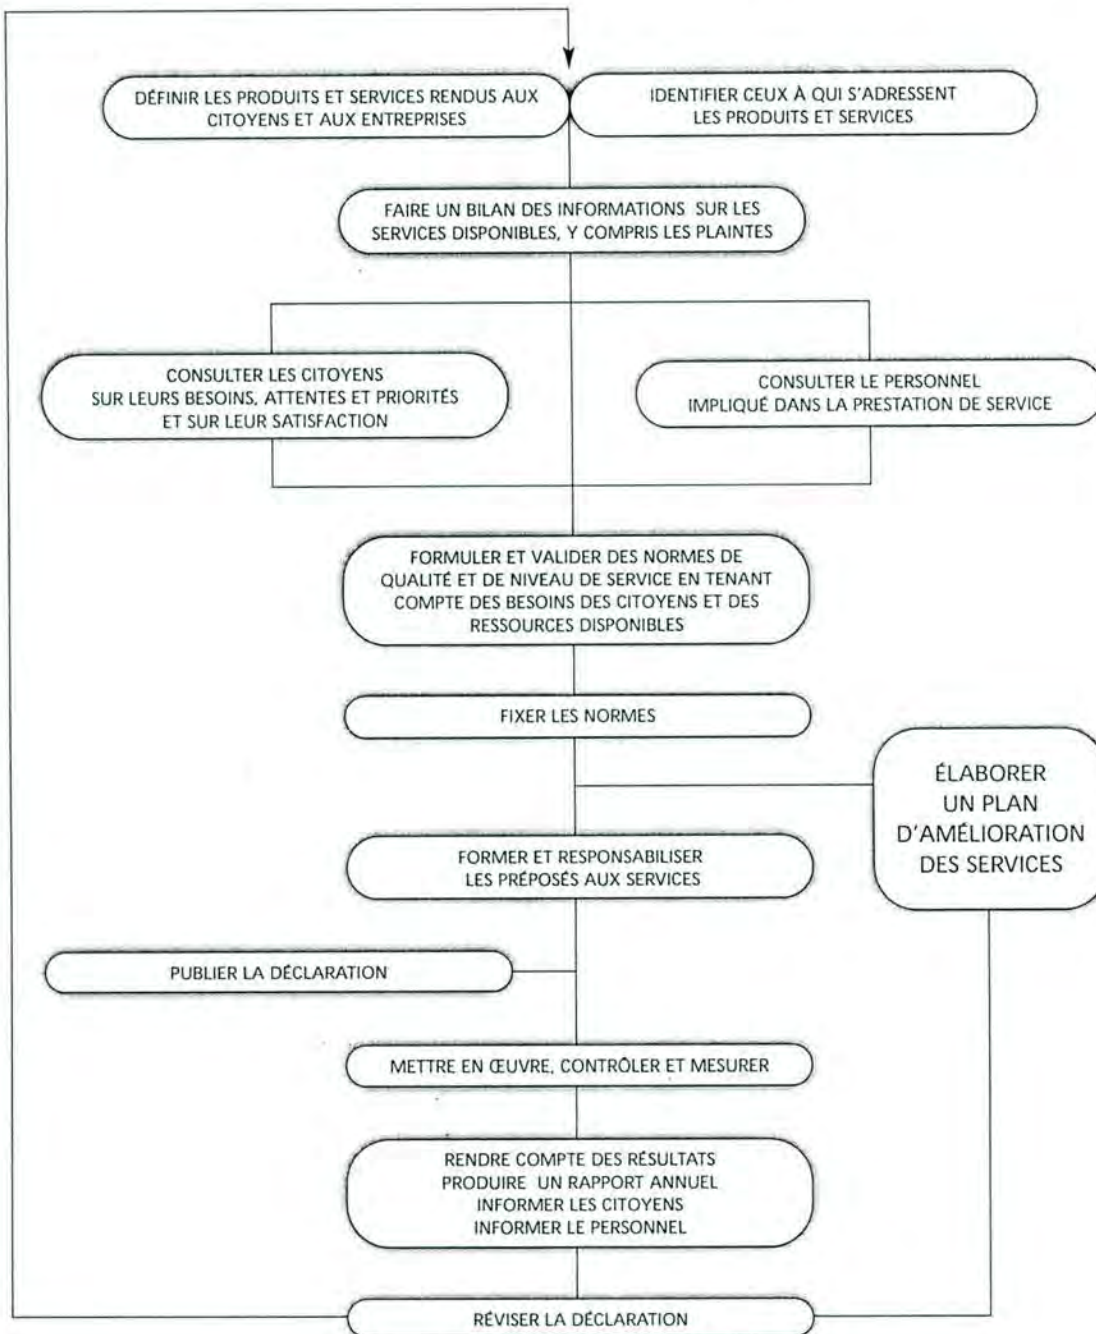 DÉFINIR LES PRODUITS ET SERVICES RENDUS AUX
CITOYENS ET AUX ENTREPRISES
IDENTIFIER CEUX À QUI S'ADRESSENT
LES PRODUITS ET SERVICES
FAIRE UN BILAN DES INFORMATIONS SUR LES
SERVICES DISPONIBLES, Y COMPRIS LES PLAINTES
CONSULTER LES CITOYENS
SUR LEURS BESOINS, ATTENTES ET PRIORITÉS
ET SUR LEUR SATISFACTION
CONSULTER LE PERSONNEL
IMPLIQUÉ DANS LA PRESTATION DE SERVICE
FORMULER ET VALIDER DES NORMES DE
QUALITÉ ET DE NIVEAU DE SERVICE EN TENANT
COMPTE DES BESOINS DES CITOYENS ET DES
RESSOURCES DISPONIBLES
FIXER LES NORMES
ÉLABORER
UN PLAN
D'AMÉLIORATION
DES SERVICES
FORMER ET RESPONSABILISER
LES PRÉPOSÉS AUX SERVICES
PUBLIER LA DÉCLARATION
METTRE EN ŒUVRE, CONTRÔLER ET MESURER
RENDRE COMPTE DES RÉSULTATS
PRODUIRE UN RAPPORT ANNUEL
INFORMER LES CITOYENS
INFORMER LE PERSONNEL
RÉVISER LA DÉCLARATION